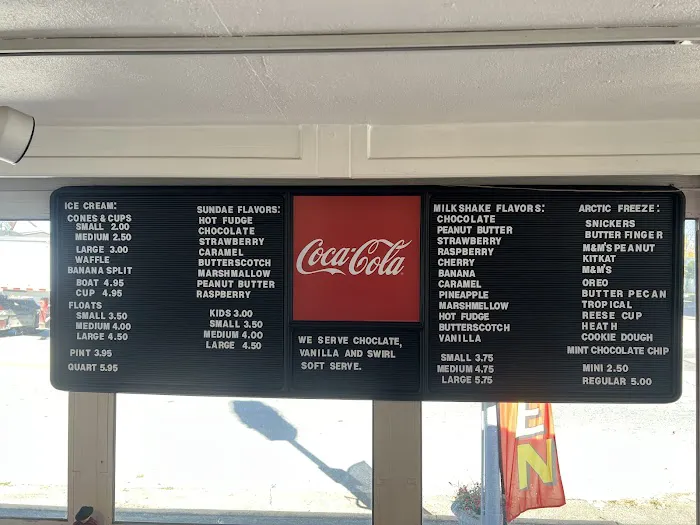 ICE CREAM:
CONES & CUPS
SMALL 2.00
MEDIUM 2.50
LARGE 3.00
WAFFLE
BANANA SPLIT
BOAT 4.95
CUP 4.95
FLOATS
SMALL 3.50
MEDIUM 4.00
LARGE 4.50
PINT 3.95
QUART 5.95
SUNDAE FLAVORS:
HOT FUDGE
CHOCOLATE
STRAWBERRY
CARAMEL
BUTTERSCOTCH
MARSHMALLOW
PEANUT BUTTER
RASPBERRY
KIDS 3.00
SMALL 3.50
MEDIUM 4.00
LARGE 4.50
Coca-Cola
WE SERVE CHOCLATE,
VANILLA AND SWIRL
SOFT SERVE.
MILKSHAKE FLAVORS:
CHOCOLATE
PEANUT BUTTER
STRAWBERRY
RASPBERRY
CHERRY
BANANA
CARAMEL
PINEAPPLE
MARSHMELLOW
HOT FUDGE
BUTTERSCOTCH
VANILLA
SMALL 3.75
MEDIUM 4.75
LARGE 5.75
ARCTIC FREEZE:
SNICKERS
BUTTER FINGER
M&M'S PEANUT
KITKAT
M&M'S
OREO
BUTTER PECAN
TROPICAL
REESE CUP
HEATH
COOKIE DOUGH
MINT CHOCOLATE CHIP
MINI 2.50
REGULAR 5.00
E
N